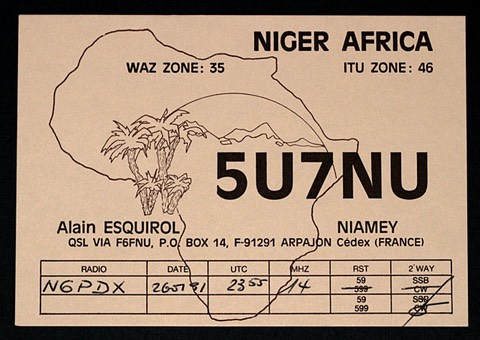 NIGER AFRICA
WAZ ZONE: 35 ITU ZONE: 46
5U7NU
Alain ESQUIROL NIAMEY
QSL VIA F6FNU, P.O. BOX 14, F-91291 ARPAJON Cédex (FRANCE)
RADIO DATE UTC MHZ RST 2 WAY
N6PDX 2355 14 59 599 SSB CW
59 599 SSB CW